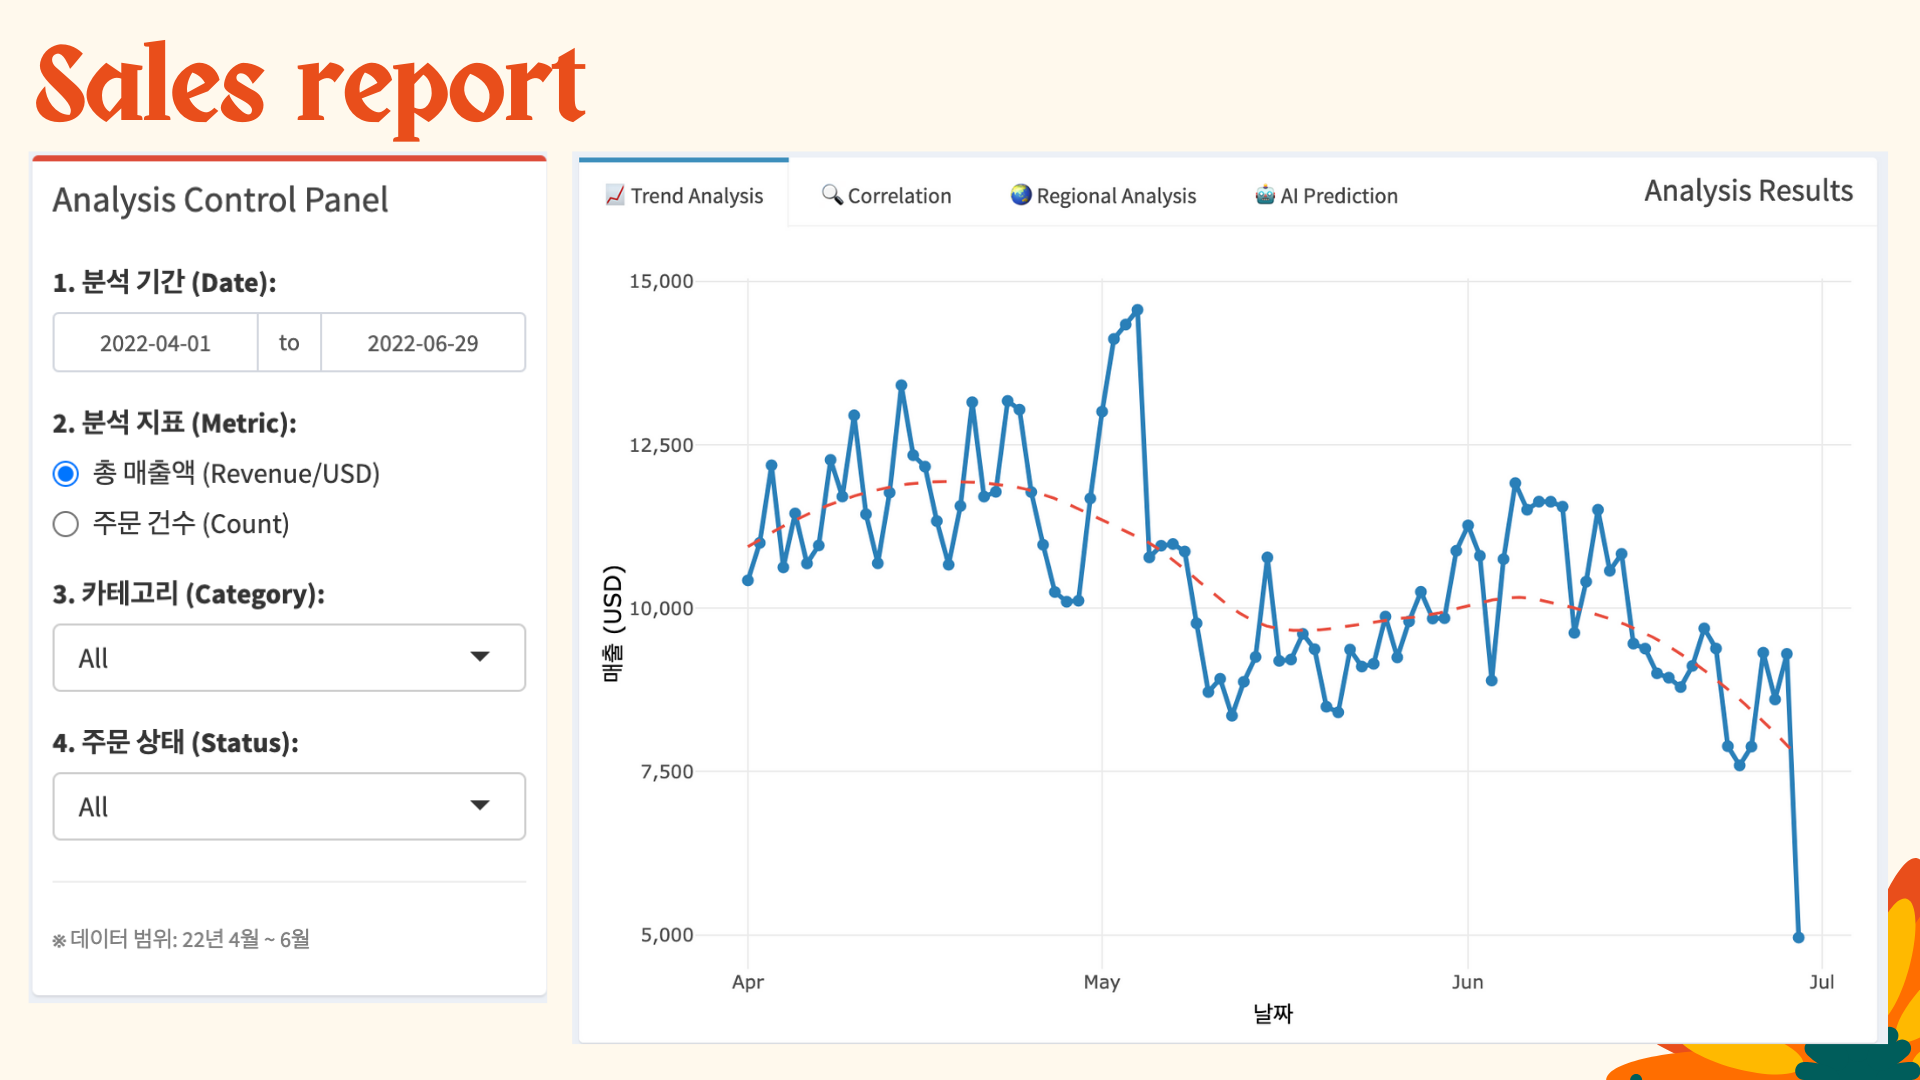 Sales report
Analysis Control Panel
1. 분석 기간 (Date):
2022-04-01 to 2022-06-29
2. 분석 지표 (Metric):
총 매출액 (Revenue/USD)
주문 건수 (Count)
3. 카테고리 (Category):
All
4. 주문 상태 (Status):
All
※ 데이터 범위: 22년 4월 ~ 6월
Trend Analysis
Correlation
Regional Analysis
AI Prediction
Analysis Results
15,000
12,500
10,000
7,500
5,000
매출 (USD)
Apr
May
Jun
Jul
날짜